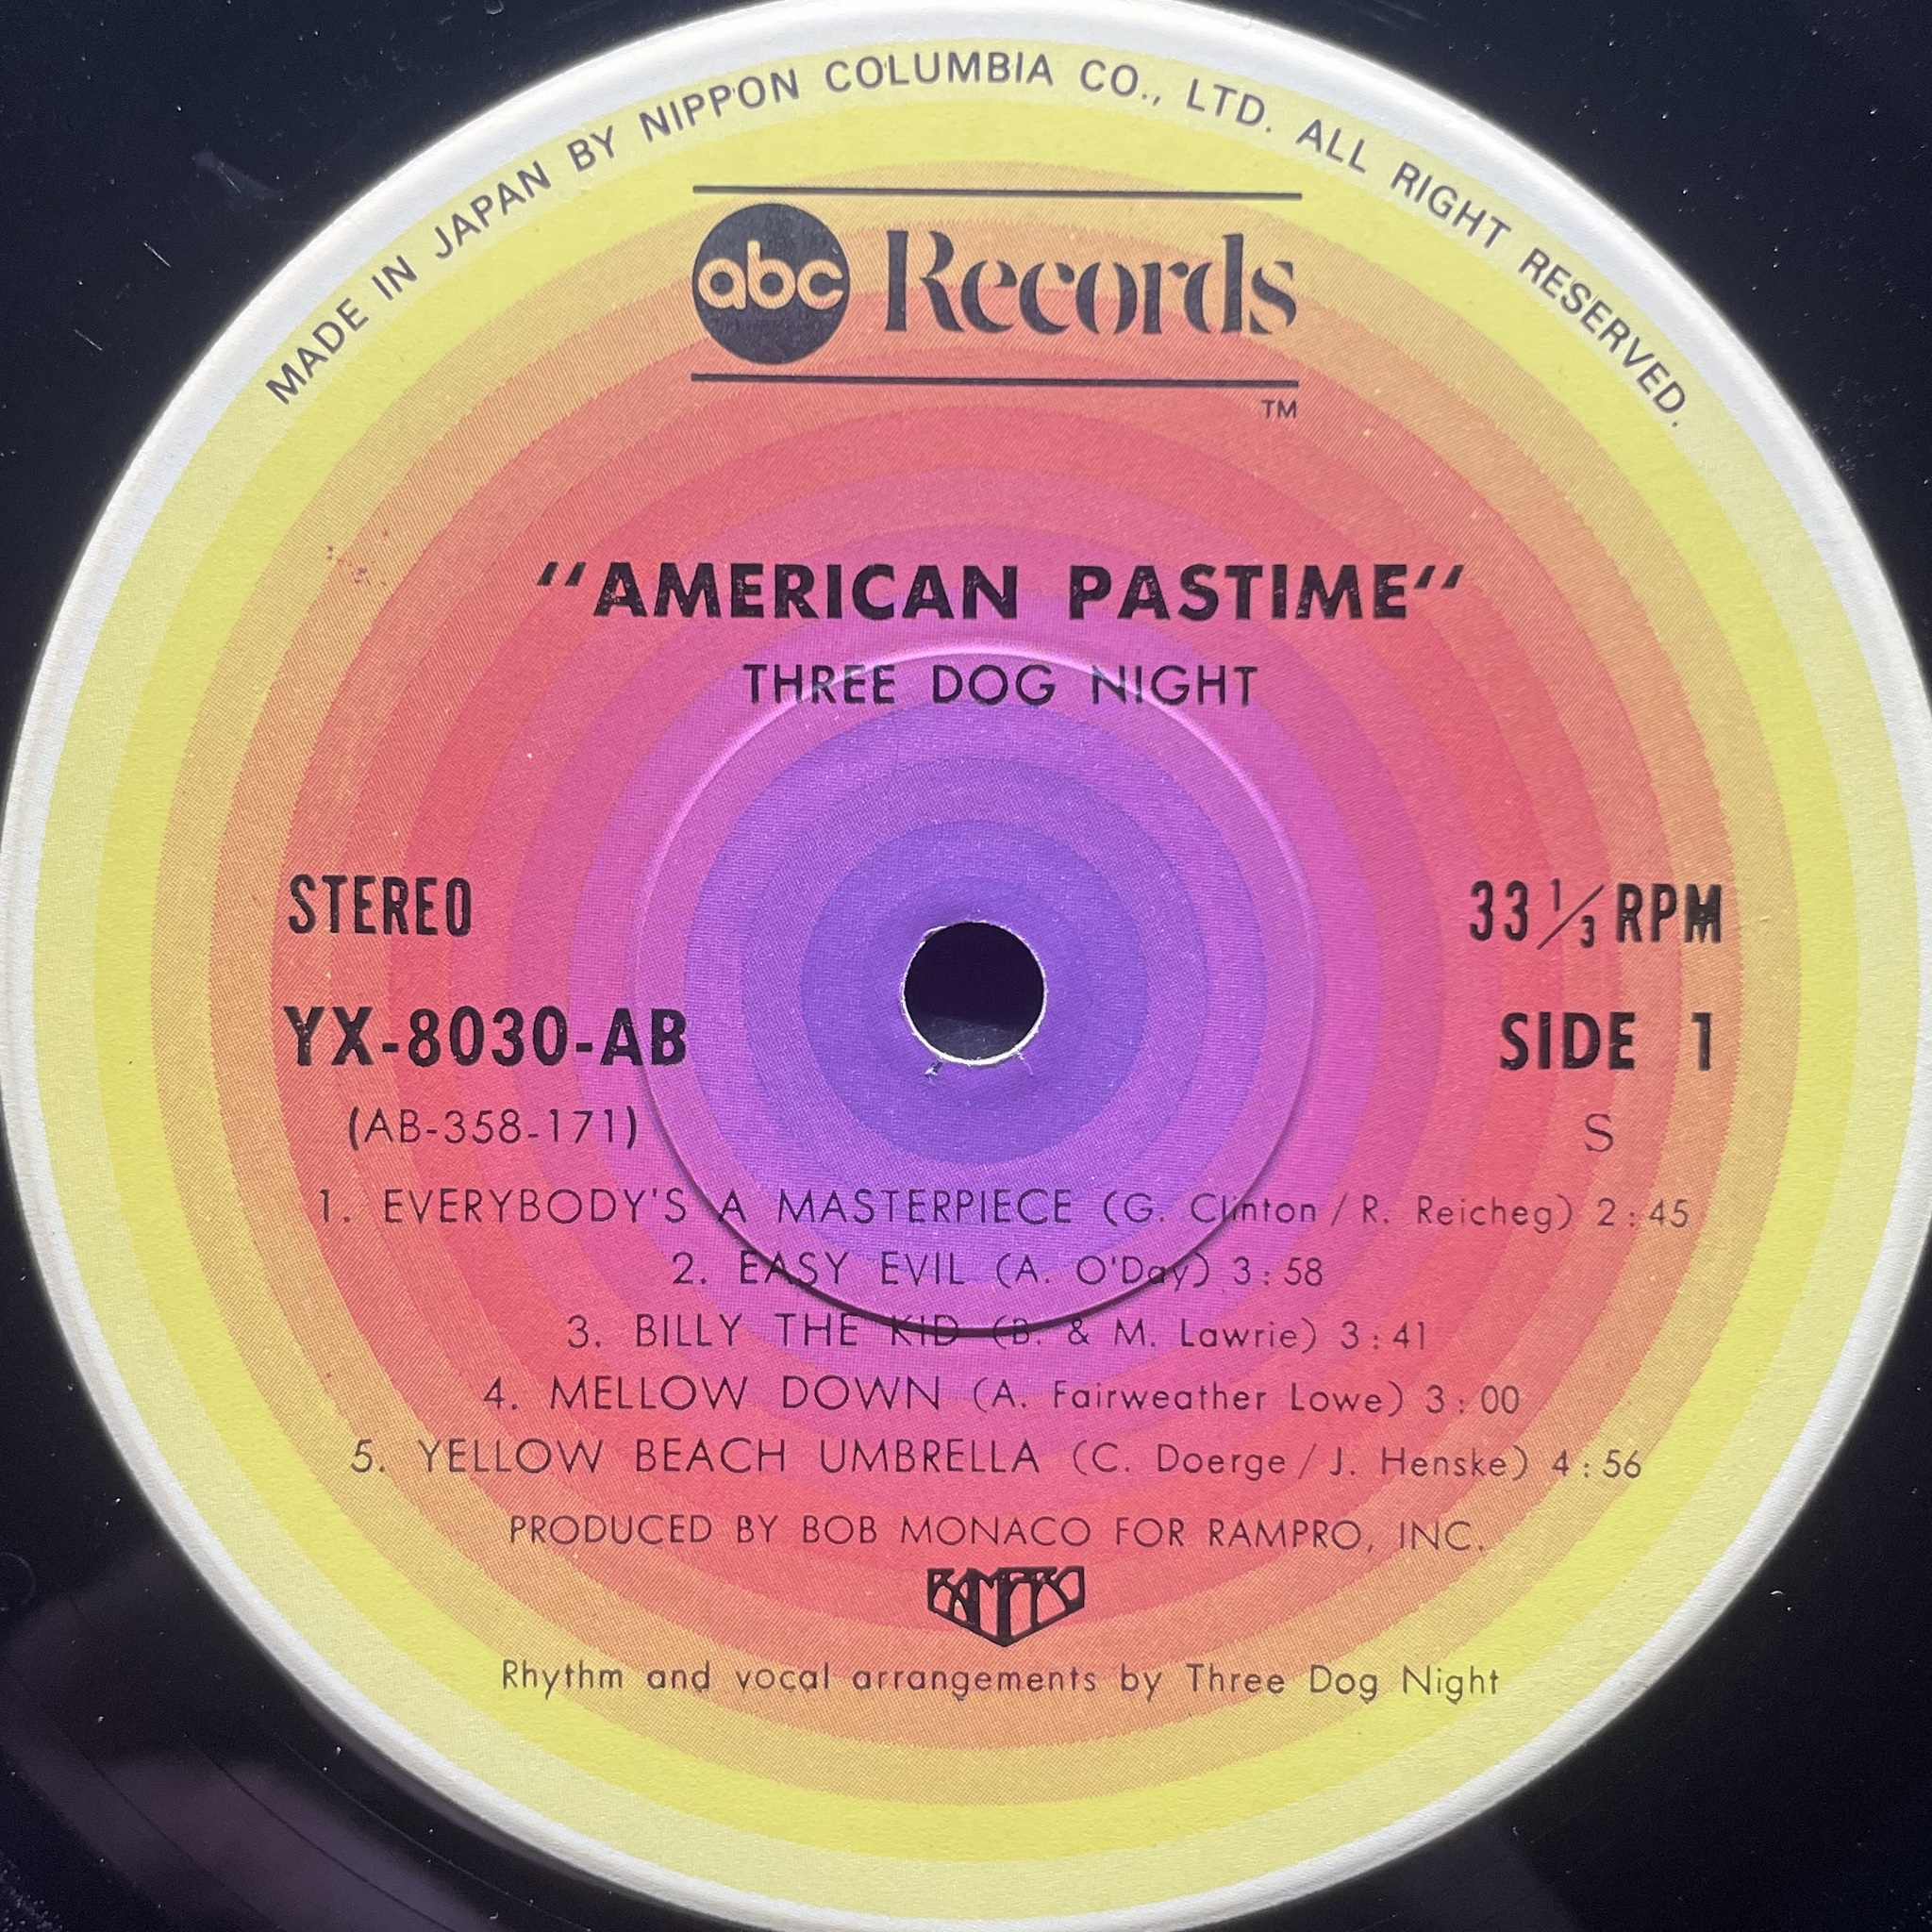 MADE IN JAPAN BY NIPPON COLUMBIA CO., LTD. ALL RIGHT RESERVED.
abc Records
TM
"AMERICAN PASTIME"
THREE DOG NIGHT
STEREO
33 1/3 RPM
YX-8030-AB
SIDE 1
(AB-358-171)
S
1. EVERYBODY'S A MASTERPIECE (G. Clinton / R. Reicheg) 2:45
2. EASY EVIL (A. O'Day) 3:58
3. BILLY THE KID (B. & M. Lawrie) 3:41
4. MELLOW DOWN (A. Fairweather Lowe) 3:00
5. YELLOW BEACH UMBRELLA (C. Doerge / J. Henske) 4:56
PRODUCED BY BOB MONACO FOR RAMPRO, INC.
RAMPRO
Rhythm and vocal arrangements by Three Dog Night